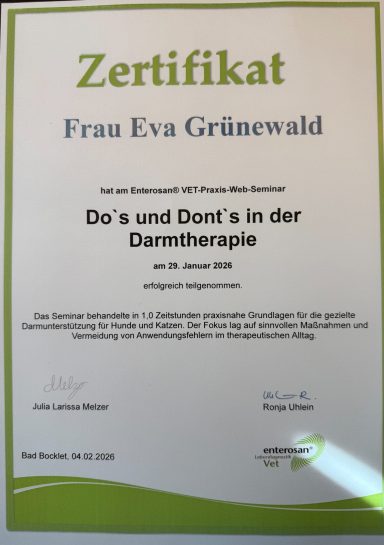 Zertifikat
Frau Eva Grünewald
hat am Enterosan® VET-Praxis-Web-Seminar
Do`s und Dont`s in der
Darmtherapie
am 29. Januar 2026
erfolgreich teilgenommen.
Das Seminar behandelte in 1,0 Zeitstunden praxisnahe Grundlagen für die gezielte
Darmunterstützung für Hunde und Katzen. Der Fokus lag auf sinnvollen Maßnahmen und
Vermeidung von Anwendungsfehlern im therapeutischen Alltag.
Melzer
Julia Larissa Melzer
Ronja Uhlein
Bad Bocklet, 04.02.2026
enterosan®
Labordiagnostik
Vet